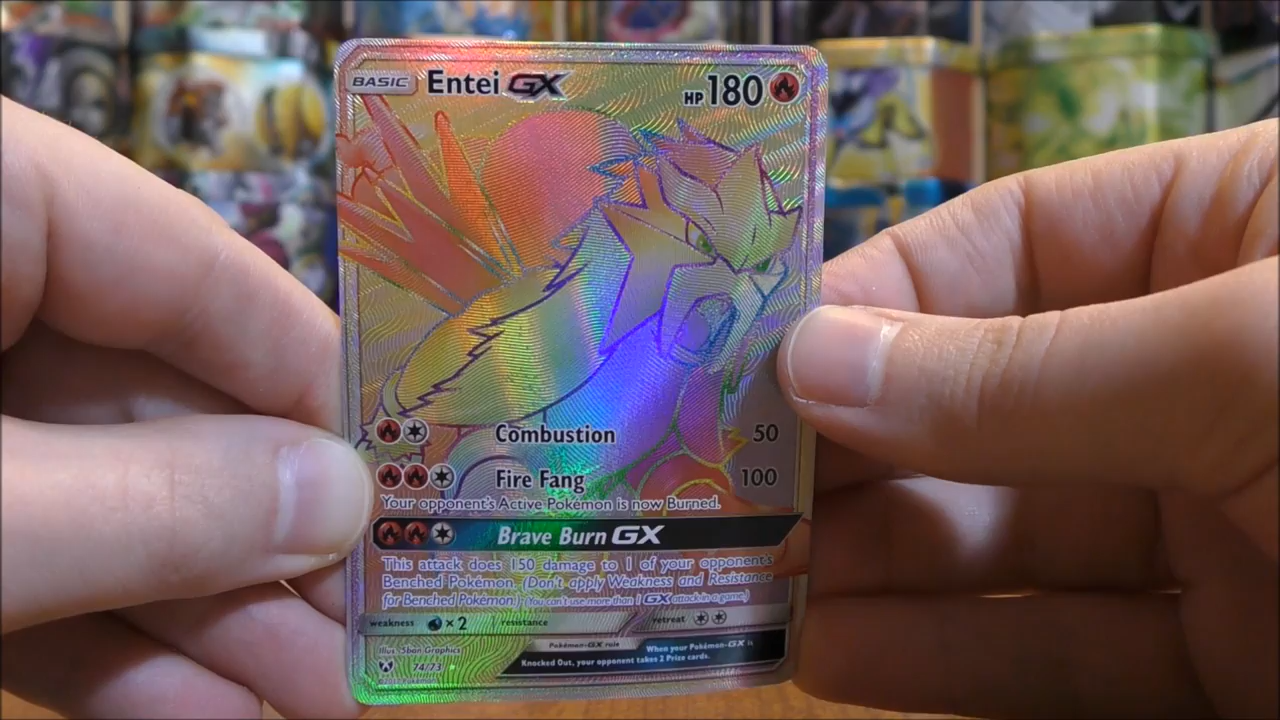 BASIC Entei GX HP 180
Combustion 50
Fire Fang 100
Your opponent's Active Pokémon is now Burned.
Brave Burn GX
This attack does 150 damage to 1 of your opponent's
Benched Pokémon. (Don't apply Weakness and Resistance
for Benched Pokémon.) (You can't use more than 1 GX attack in a game.)
weakness ×2 resistance retreat
Illus. 5ban Graphics
Pokémon-GX rule
When your Pokémon-GX is
Knocked Out, your opponent takes 2 Prize cards.
74/73
©2017 Pokémon